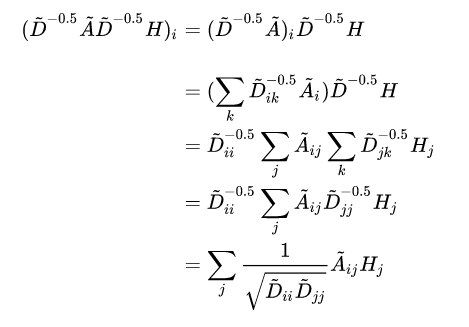 (D̃^{-0.5} Ã D̃^{-0.5} H)_i = (D̃^{-0.5} Ã)_i D̃^{-0.5} H
= (∑_k D̃_{ik}^{-0.5} Ã_i) D̃^{-0.5} H
= D̃_{ii}^{-0.5} ∑_j Ã_{ij} ∑_k D̃_{jk}^{-0.5} H_j
= D̃_{ii}^{-0.5} ∑_j Ã_{ij} D̃_{jj}^{-0.5} H_j
= ∑_j \frac{1}{\sqrt{D̃_{ii} D̃_{jj}}} Ã_{ij} H_j